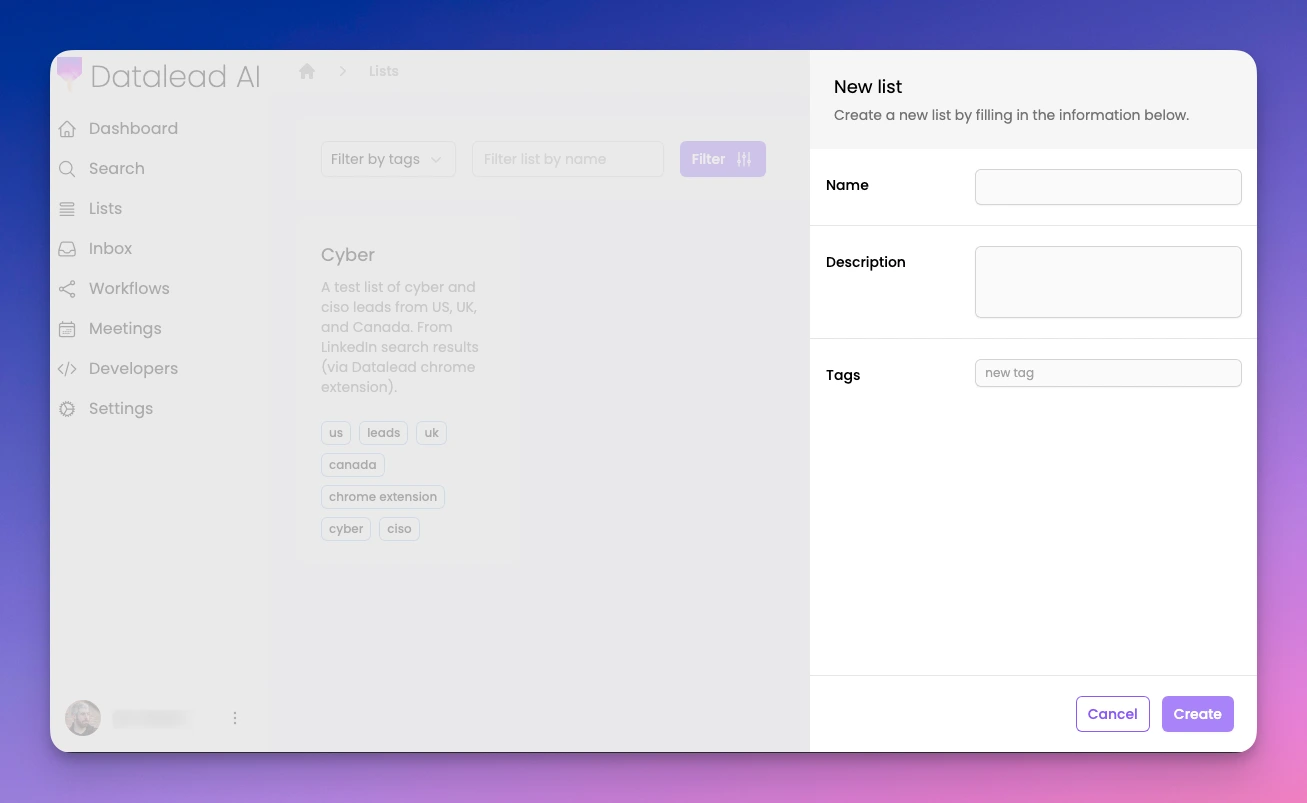 Datalead AI
Dashboard
Search
Lists
Inbox
Workflows
Meetings
Developers
Settings
Lists
Filter by tags
Filter list by name
Filter
Cyber
A test list of cyber and
ciso leads from US, UK,
and Canada. From
LinkedIn search results
(via Datalead chrome
extension).
us leads uk
canada
chrome extension
cyber ciso
New list
Create a new list by filling in the information below.
Name
Description
Tags
new tag
Cancel
Create